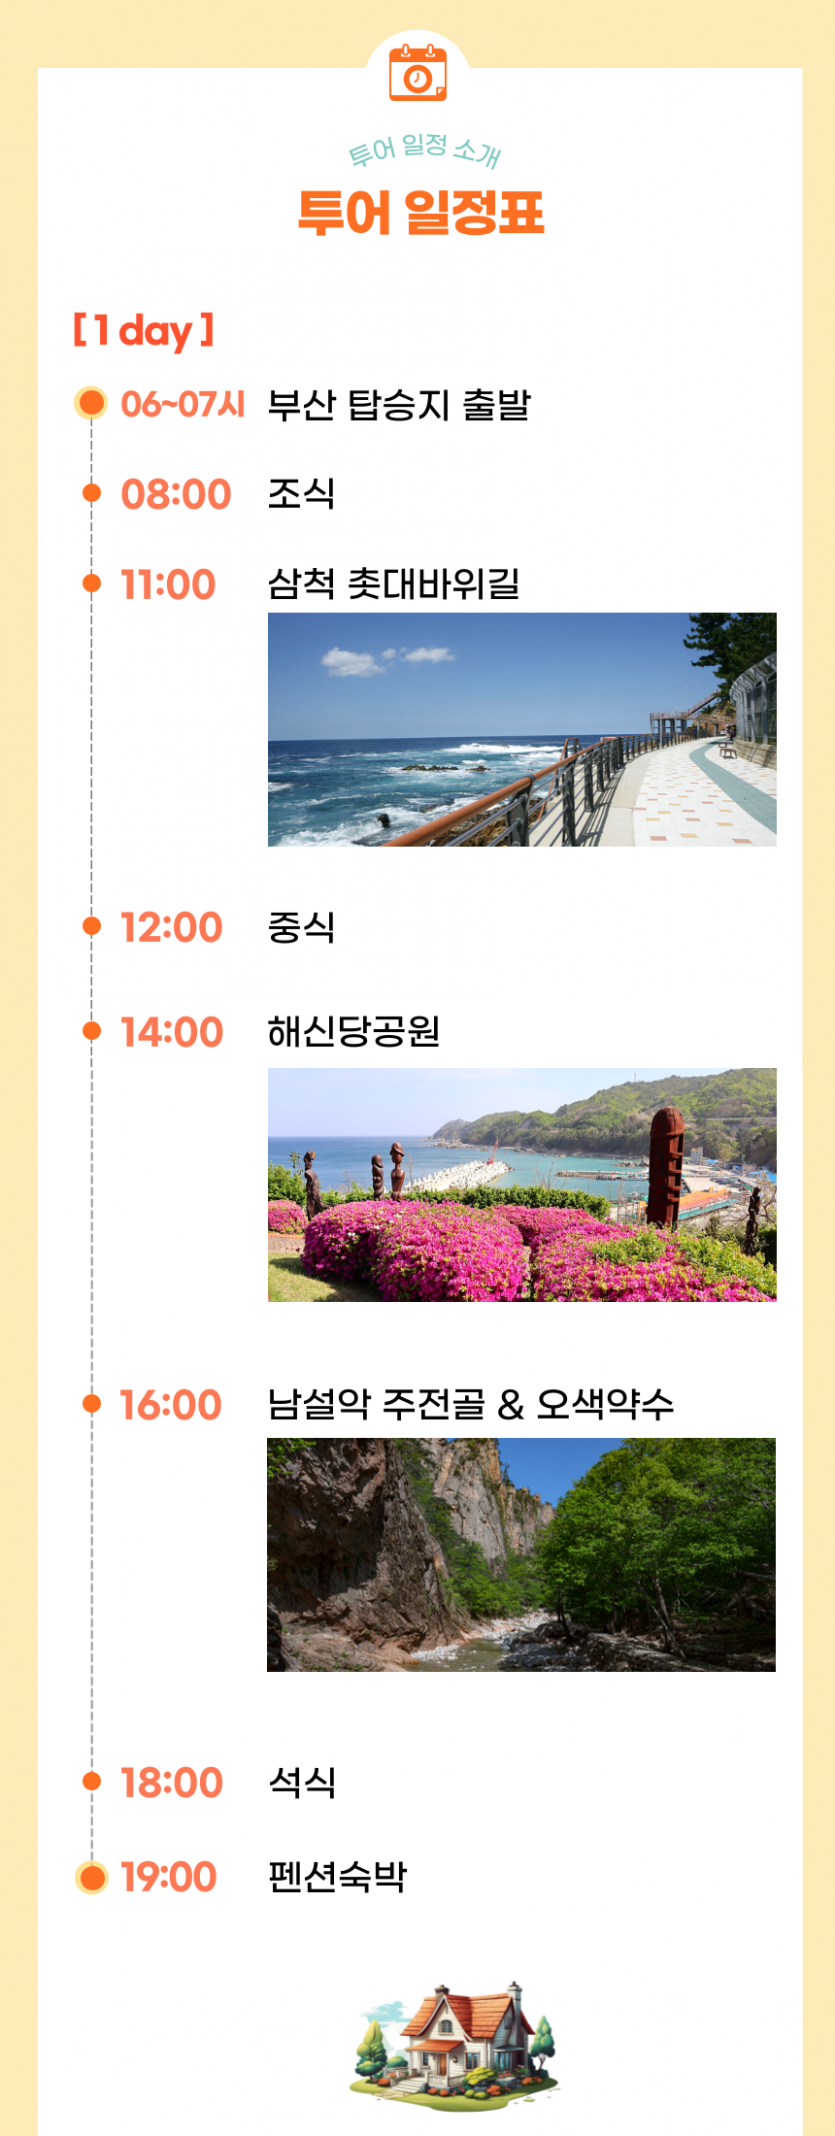 투어 일정 소개
투어 일정표
[ 1 day ]
06~07시 부산 탑승지 출발
08:00 조식
11:00 삼척 촛대바위길
12:00 중식
14:00 해신당공원
16:00 남설악 주전골 & 오색약수
18:00 석식
19:00 펜션숙박